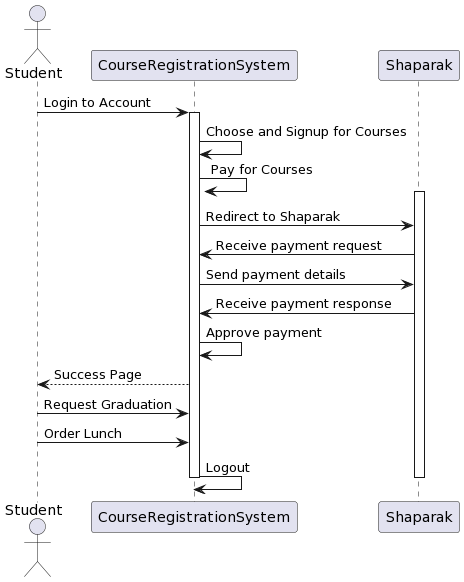 Student
CourseRegistrationSystem
Shaparak
Login to Account
Choose and Signup for Courses
Pay for Courses
Redirect to Shaparak
Receive payment request
Send payment details
Receive payment response
Approve payment
Success Page
Request Graduation
Order Lunch
Logout
Student
CourseRegistrationSystem
Shaparak